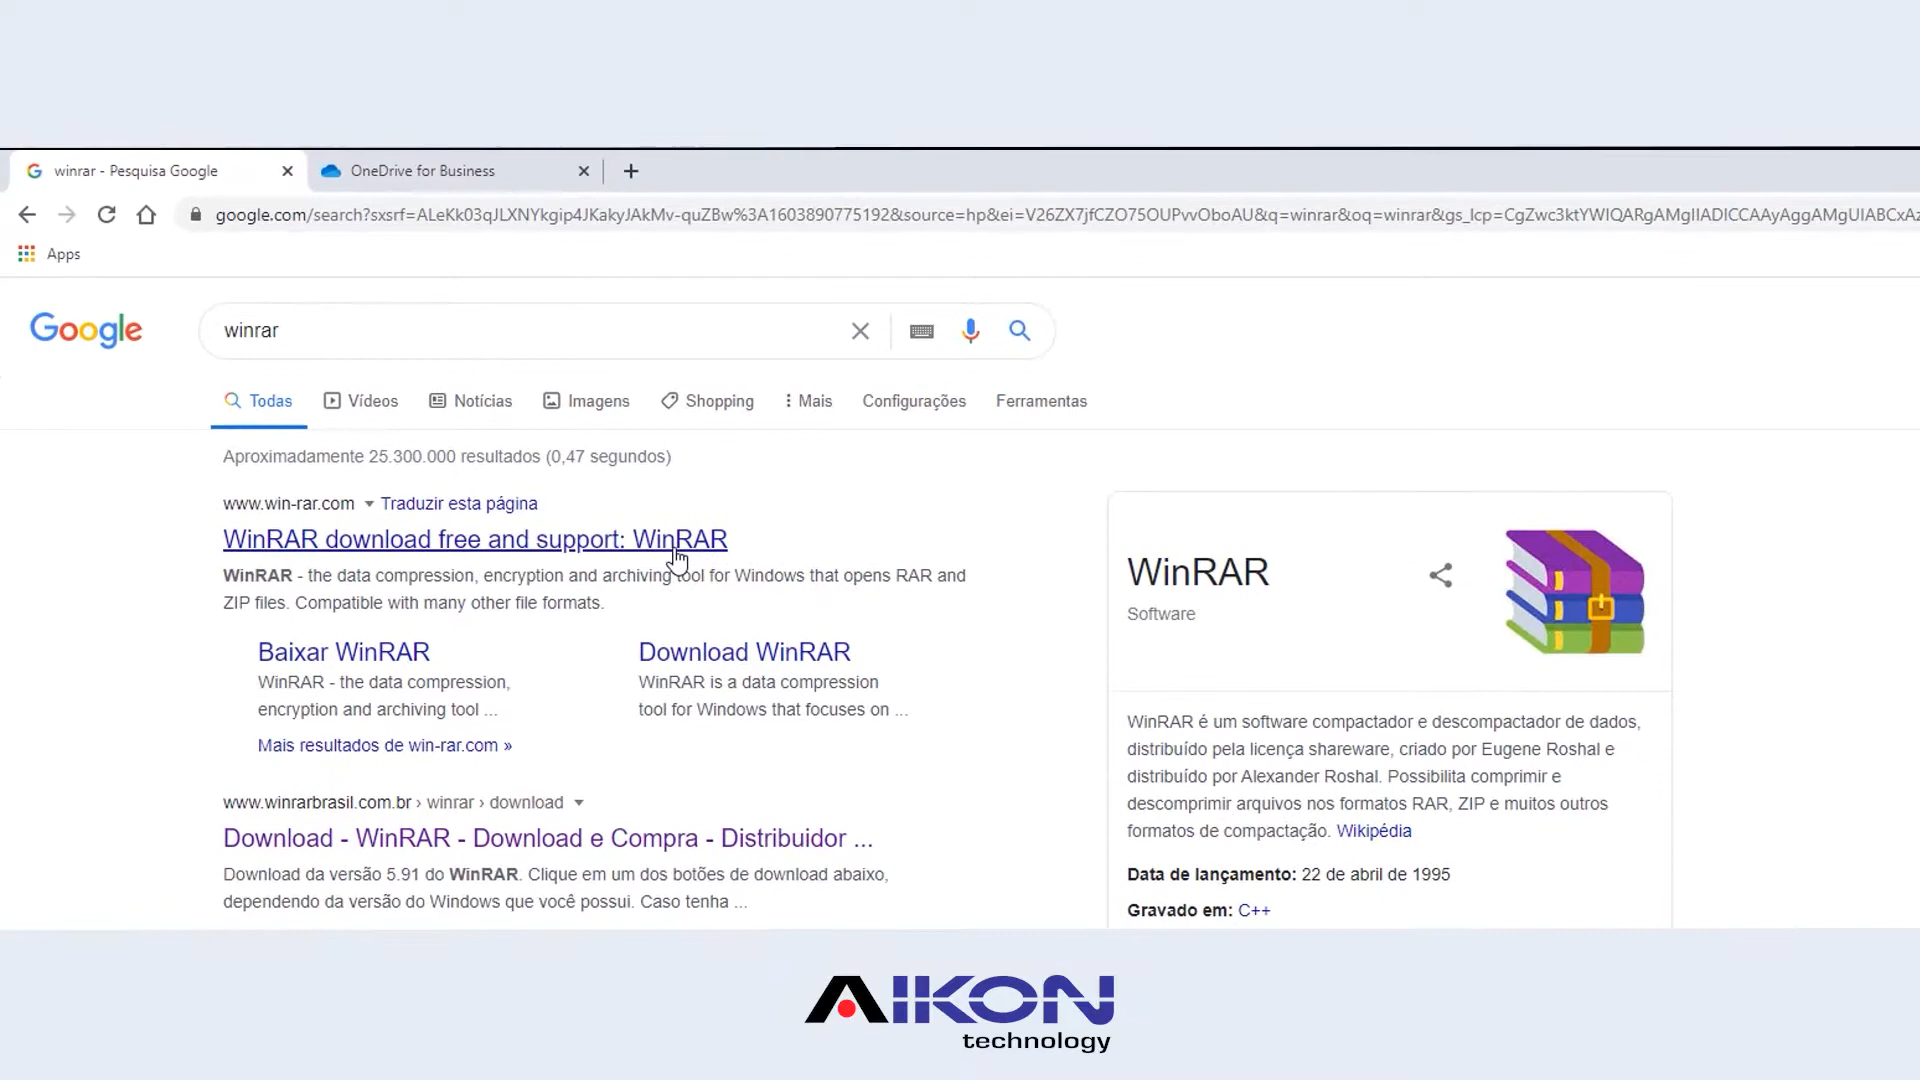 winrar - Pesquisa Google
OneDrive for Business
google.com/search?sxsrf=ALeKk03qJLXNYkgip4JKakyJAkMv-quZBw%3A1603890775192&source=hp&ei=V26ZX7jfCZO75OUPvvOboAU&q=winrar&oq=winrar&gs_lcp=CgZwc3ktYWIQARgAMgIIADICCAAyAggAMgUIABCxAz
Apps
Google
winrar
Todas Vídeos Notícias Imagens Shopping Mais Configurações Ferramentas
Aproximadamente 25.300.000 resultados (0,47 segundos)
www.win-rar.com Traduzir esta página
WinRAR download free and support: WinRAR
WinRAR - the data compression, encryption and archiving tool for Windows that opens RAR and
ZIP files. Compatible with many other file formats.
Baixar WinRAR
WinRAR - the data compression,
encryption and archiving tool ...
Download WinRAR
WinRAR is a data compression
tool for Windows that focuses on ...
Mais resultados de win-rar.com »
www.winrarbrasil.com.br › winrar › download
Download - WinRAR - Download e Compra - Distribuidor ...
Download da versão 5.91 do WinRAR. Clique em um dos botões de download abaixo,
dependendo da versão do Windows que você possui. Caso tenha ...
WinRAR
Software
WinRAR é um software compactador e descompactador de dados,
distribuído pela licença shareware, criado por Eugene Roshal e
distribuído por Alexander Roshal. Possibilita comprimir e
descomprimir arquivos nos formatos RAR, ZIP e muitos outros
formatos de compactação. Wikipédia
Data de lançamento: 22 de abril de 1995
Gravado em: C++
AIKON
technology